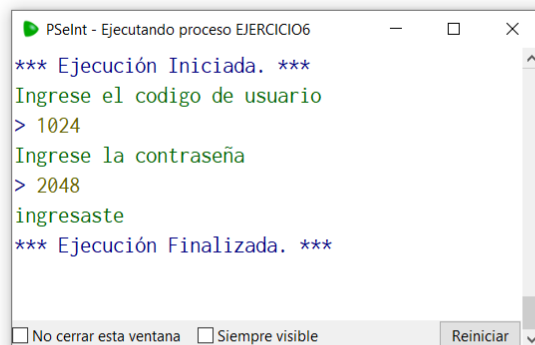 PSeInt - Ejecutando proceso EJERCICIO6
*** Ejecución Iniciada. ***
Ingrese el codigo de usuario
> 1024
Ingrese la contraseña
> 2048
ingresaste
*** Ejecución Finalizada. ***
No cerrar esta ventana Siempre visible Reiniciar